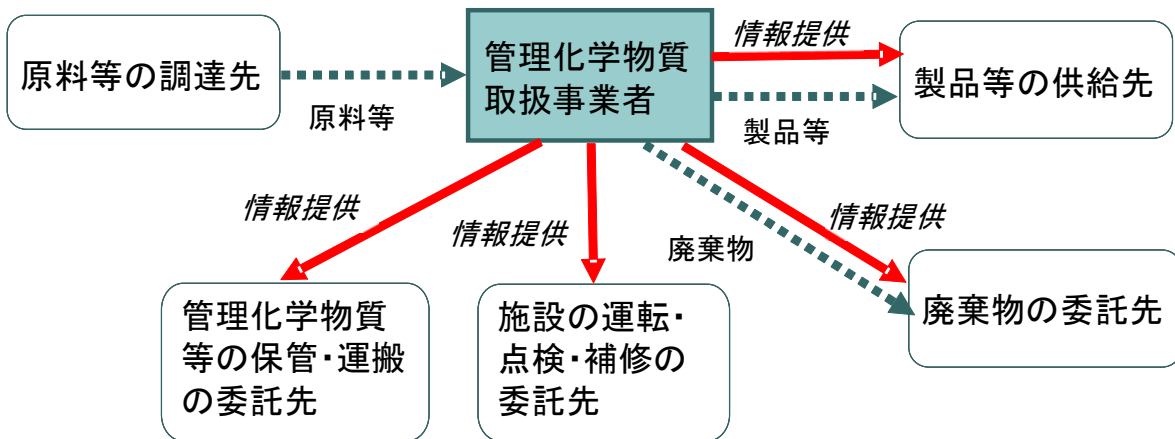 情報提供
原料等の調達先
管理化学物質
取扱事業者
製品等の供給先
原料等
製品等
情報提供
情報提供
情報提供
廃棄物
管理化学物質
等の保管・運搬
の委託先
施設の運転・
点検・補修の
委託先
廃棄物の委託先